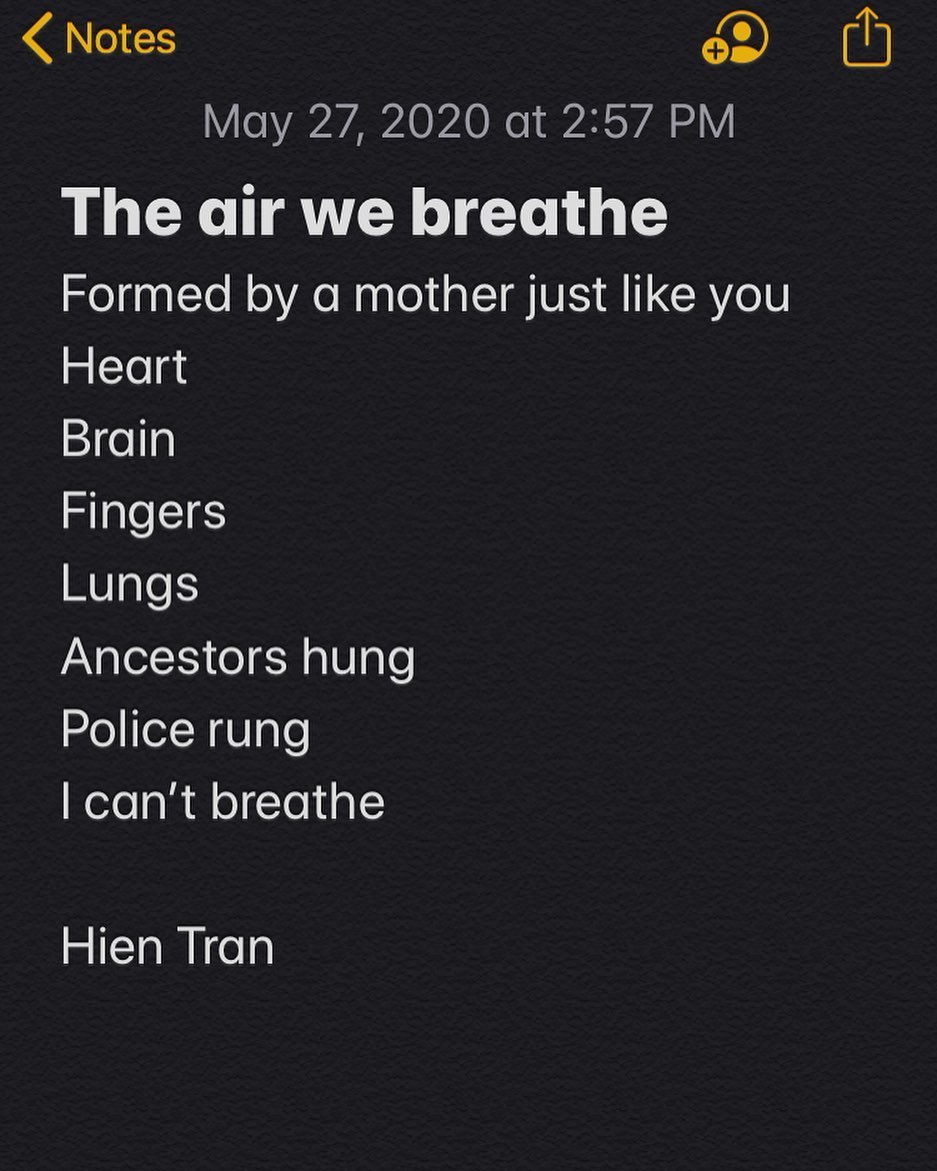 Notes
May 27, 2020 at 2:57 PM
The air we breathe
Formed by a mother just like you
Heart
Brain
Fingers
Lungs
Ancestors hung
Police rung
I can’t breathe
Hien Tran